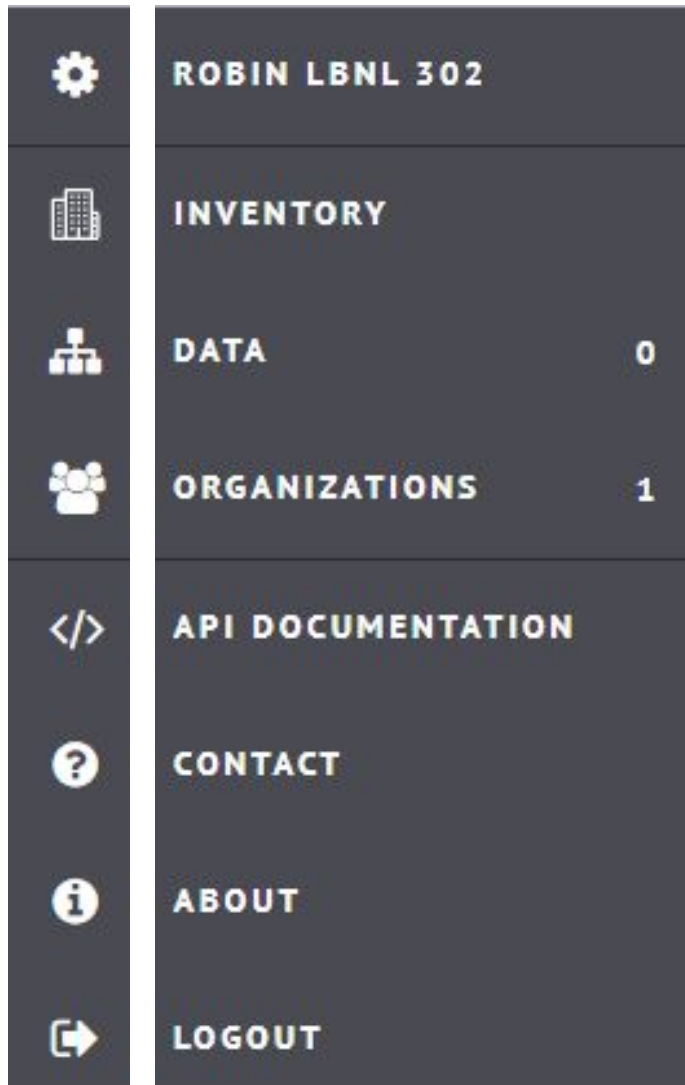 ROBIN LBNL 302
INVENTORY
DATA 0
ORGANIZATIONS 1
</> API DOCUMENTATION
? CONTACT
i ABOUT
LOGOUT